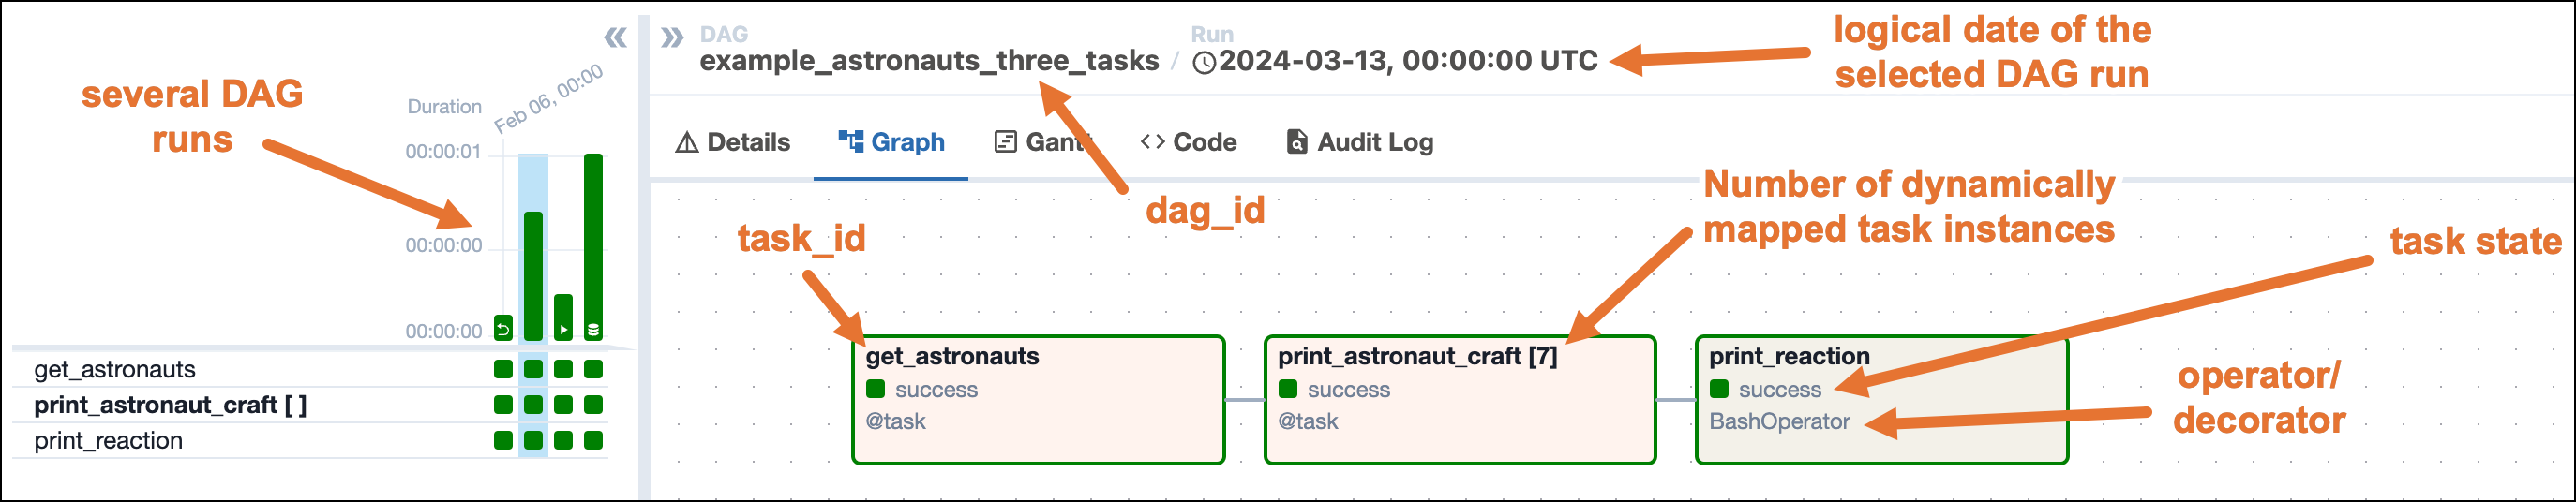 several DAG
runs
Duration
Feb 06, 00:00
00:00:01
00:00:00
00:00:00
get_astronauts
print_astronaut_craft [ ]
print_reaction
DAG
example_astronauts_three_tasks
/
Run
2024-03-13, 00:00:00 UTC
logical date of the
selected DAG run
Details
Graph
Gantt
Code
Audit Log
dag_id
task_id
Number of dynamically
mapped task instances
task state
operator/
decorator
get_astronauts
success
@task
print_astronaut_craft [7]
success
@task
print_reaction
success
BashOperator